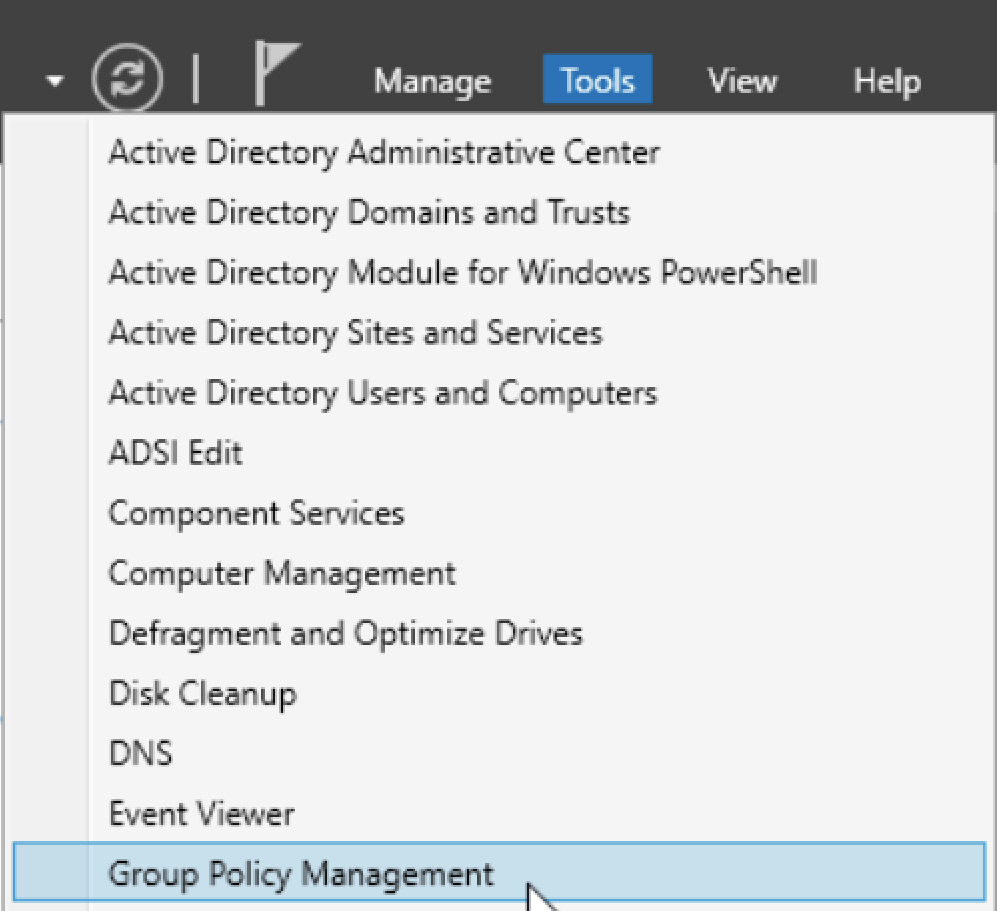 Manage Tools View Help
Active Directory Administrative Center
Active Directory Domains and Trusts
Active Directory Module for Windows PowerShell
Active Directory Sites and Services
Active Directory Users and Computers
ADSI Edit
Component Services
Computer Management
Defragment and Optimize Drives
Disk Cleanup
DNS
Event Viewer
Group Policy Management